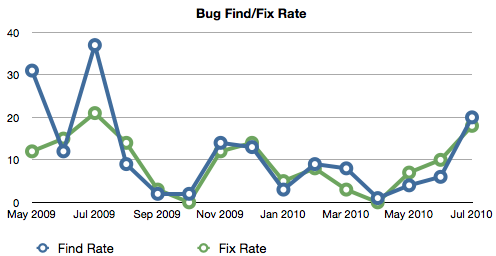 Bug Find/Fix Rate
40
30
20
10
0
May 2009 Jul 2009 Sep 2009 Nov 2009 Jan 2010 Mar 2010 May 2010 Jul 2010
Find Rate Fix Rate